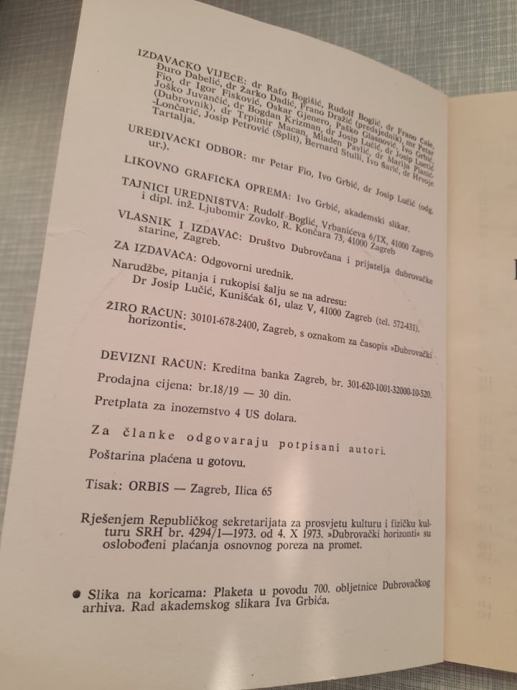 IZDAVAČKO VIJEĆE: dr Rafo Bogišić, Rudolf Boglić, dr Frano Čale,
Đuro Dabelić, dr Žarko Dadić, Frano Dražić (predsjednik), mr Petar
Fio, dr Igor Fisković, Oskar Gjenero, Paško Glasnović, Ivo Grbić,
Joško Juvančić, dr Bogdan Krizman, dr Josip Lučić, dr Josip
(Dubrovnik), dr Trpimir Macan, Mladen Pavlić, dr Marija Planić-
-Lončarić, Josip Petrović (Split), Bernard Stulli, Ivo Šarić, dr Hrvoje
Tartalja.
UREĐIVAČKI ODBOR: mr Petar Fio, Ivo Grbić, dr Josip Lučić (odg.
ur.).
LIKOVNO GRAFIČKA OPREMA: Ivo Grbić, akademski slikar.
TAJNICI UREDNIŠTVA: Rudolf Boglić, Vrbanićeva 6/IX, 41000 Zagreb
i dipl. inž. Ljubomir Zovko, R. Končara 73, 41000 Zagreb
VLASNIK I IZDAVAČ: Društvo Dubrovčana i prijatelja dubrovačke
starine, Zagreb.
ZA IZDAVAČA: Odgovorni urednik.
Narudžbe, pitanja i rukopisi šalju se na adresu:
Dr Josip Lučić, Kunišćak 61, ulaz V, 41000 Zagreb (tel. 572-431).
ŽIRO RAČUN: 30101-678-2400, Zagreb, s oznakom za časopis »Dubrovački
horizonti«.
DEVIZNI RAČUN: Kreditna banka Zagreb, br. 301-620-1001-32000-10-520.
Prodajna cijena: br.18/19 — 30 din.
Pretplata za inozemstvo 4 US dolara.
Za članke odgovaraju potpisani autori.
Poštarina plaćena u gotovu.
Tisak: ORBIS — Zagreb, Ilica 65
Rješenjem Republičkog sekretarijata za prosvjetu kulturu i fizičku kul-
turu SRH br. 4294/1—1973. od 4. X 1973. »Dubrovački horizonti« su
oslobođeni plaćanja osnovnog poreza na promet.
● Slika na koricama: Plaketa u povodu 700. obljetnice Dubrovačkog
arhiva. Rad akademskog slikara Iva Grbića.